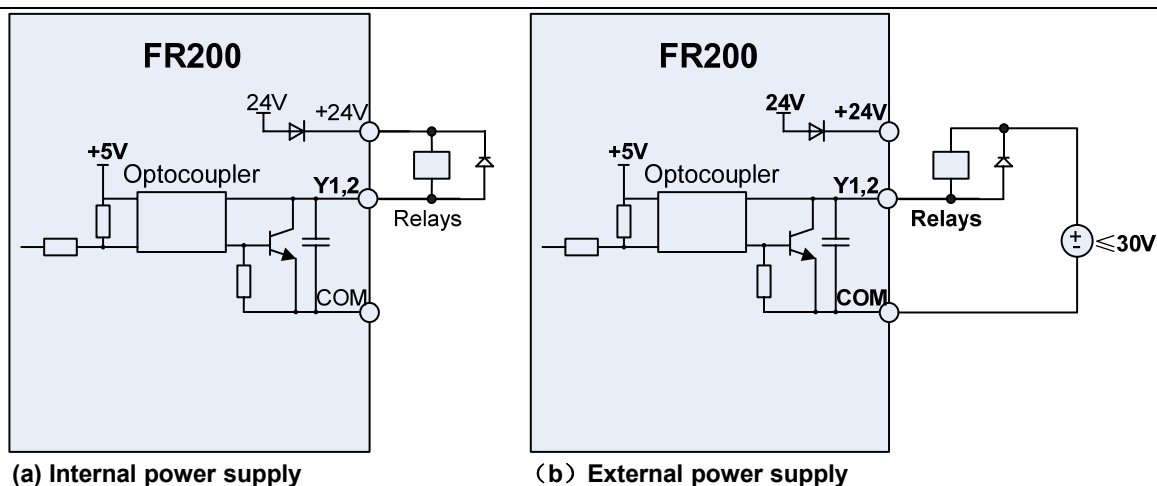 FR200
24V
+24V
+5V
Optocoupler
Y1,2
Relays
COM
(a) Internal power supply
FR200
24V
+24V
+5V
Optocoupler
Y1,2
Relays
+
-
≤30V
COM
（b）External power supply